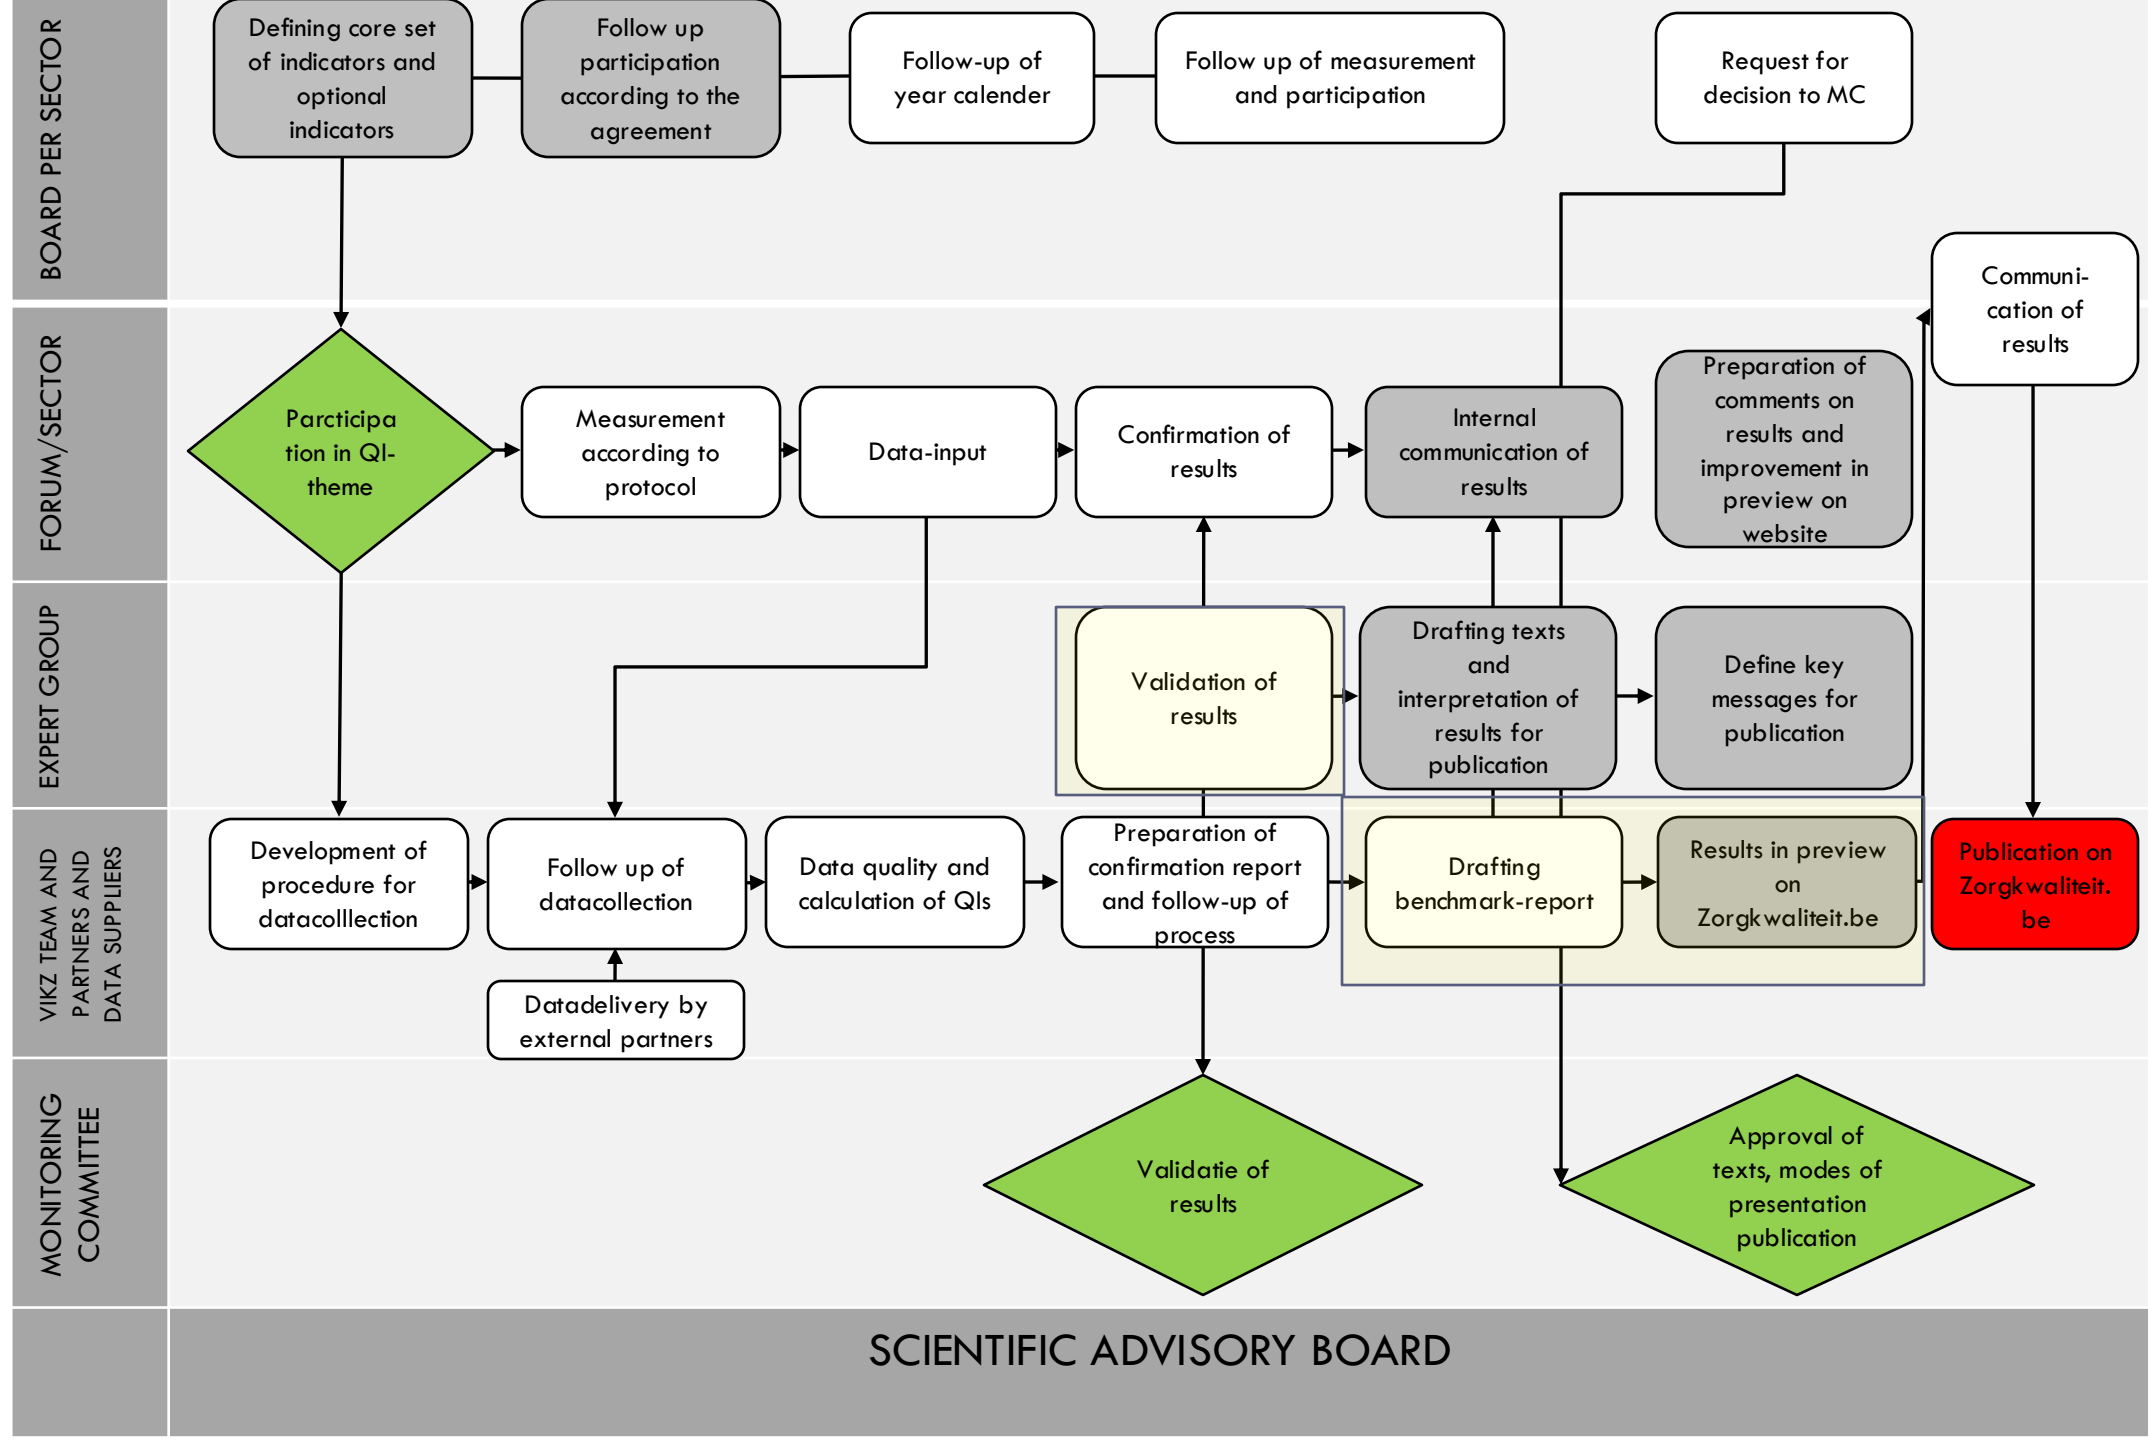 BOARD PER SECTOR
Defining core set
of indicators and
optional
indicators
Follow up
participation
according to the
agreement
Follow-up of
year calender
Follow up of measurement
and participation
Request for
decision to MC
Communi-
cation of
results
FORUM/SECTOR
Parcticipa
tion in QI-
theme
Measurement
according to
protocol
Data-input
Confirmation of
results
Internal
communication of
results
Preparation of
comments on
results and
improvement in
preview on
website
EXPERT GROUP
Validation of
results
Drafting texts
and
interpretation of
results for
publication
Define key
messages for
publication
VIKZ TEAM AND
PARTNERS AND
DATA SUPPLIERS
Development of
procedure for
datacolllection
Follow up of
datacollection
Data quality and
calculation of QIs
Preparation of
confirmation report
and follow-up of
process
Drafting
benchmark-report
Results in preview
on
Zorgkwaliteit.be
Publication on
Zorgkwaliteit.
be
Datadelivery by
external partners
MONITORING
COMMITTEE
Validatie of
results
Approval of
texts, modes of
presentation
publication
SCIENTIFIC ADVISORY BOARD